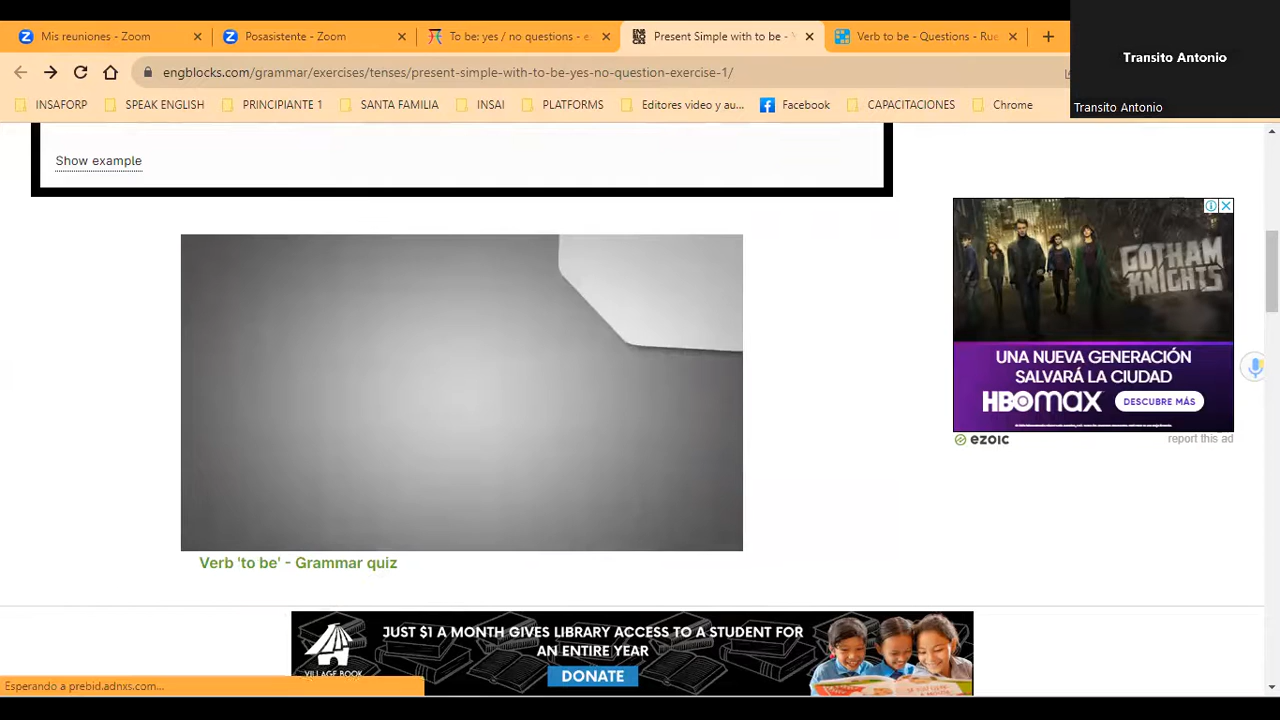 Mis reuniones - Zoom
Posasistente - Zoom
To be: yes / no questions - e
Present Simple with to be -
Verb to be - Questions - Rue
Transito Antonio
engblocks.com/grammar/exercises/tenses/present-simple-with-to-be-yes-no-question-exercise-1/
INSAFORP
SPEAK ENGLISH
PRINCIPIANTE 1
SANTA FAMILIA
INSAI
PLATFORMS
Editores video y au...
Facebook
CAPACITACIONES
Chrome
Transito Antonio
Show example
GOTHAM
KNIGHTS
UNA NUEVA GENERACIÓN
SALVARÁ LA CIUDAD
HBOMAX
DESCUBRE MÁS
ezoic
report this ad
Verb 'to be' - Grammar quiz
JUST $1 A MONTH GIVES LIBRARY ACCESS TO A STUDENT FOR
AN ENTIRE YEAR
VILLAGE BOOK
DONATE
Esperando a prebid.adnxs.com...